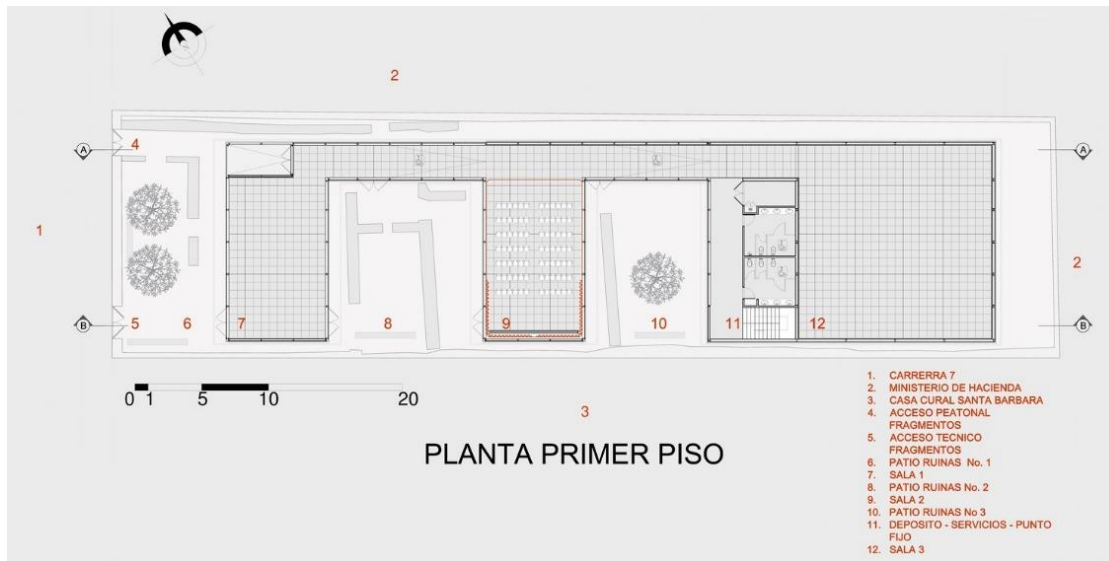 2
4
A
A
1
2
B
5
6
7
8
9
10
11
12
B
0 1 5 10 20
3
PLANTA PRIMER PISO
1. CARRERRA 7
2. MINISTERIO DE HACIENDA
3. CASA CURAL SANTA BARBARA
4. ACCESO PEATONAL
FRAGMENTOS
5. ACCESO TECNICO
FRAGMENTOS
6. PATIO RUINAS No. 1
7. SALA 1
8. PATIO RUINAS No. 2
9. SALA 2
10. PATIO RUINAS No 3
11. DEPOSITO - SERVICIOS - PUNTO
FIJO
12. SALA 3